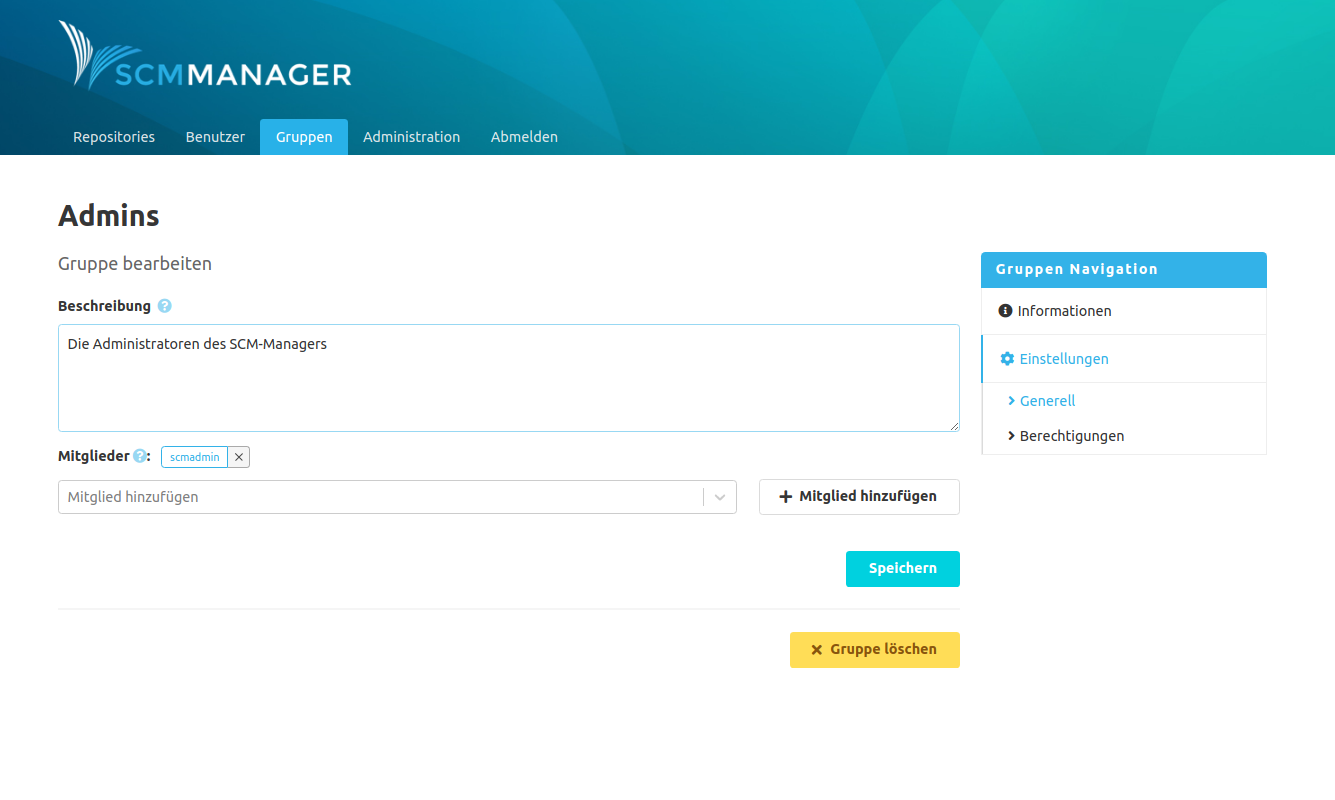 SCMMANAGER
Repositories Benutzer Gruppen Administration Abmelden
Admins
Gruppe bearbeiten
Beschreibung ?
Die Administratoren des SCM-Managers
Mitglieder ?: scmadmin ×
Mitglied hinzufügen
+ Mitglied hinzufügen
Speichern
× Gruppe löschen
Gruppen Navigation
Informationen
Einstellungen
Generell
Berechtigungen